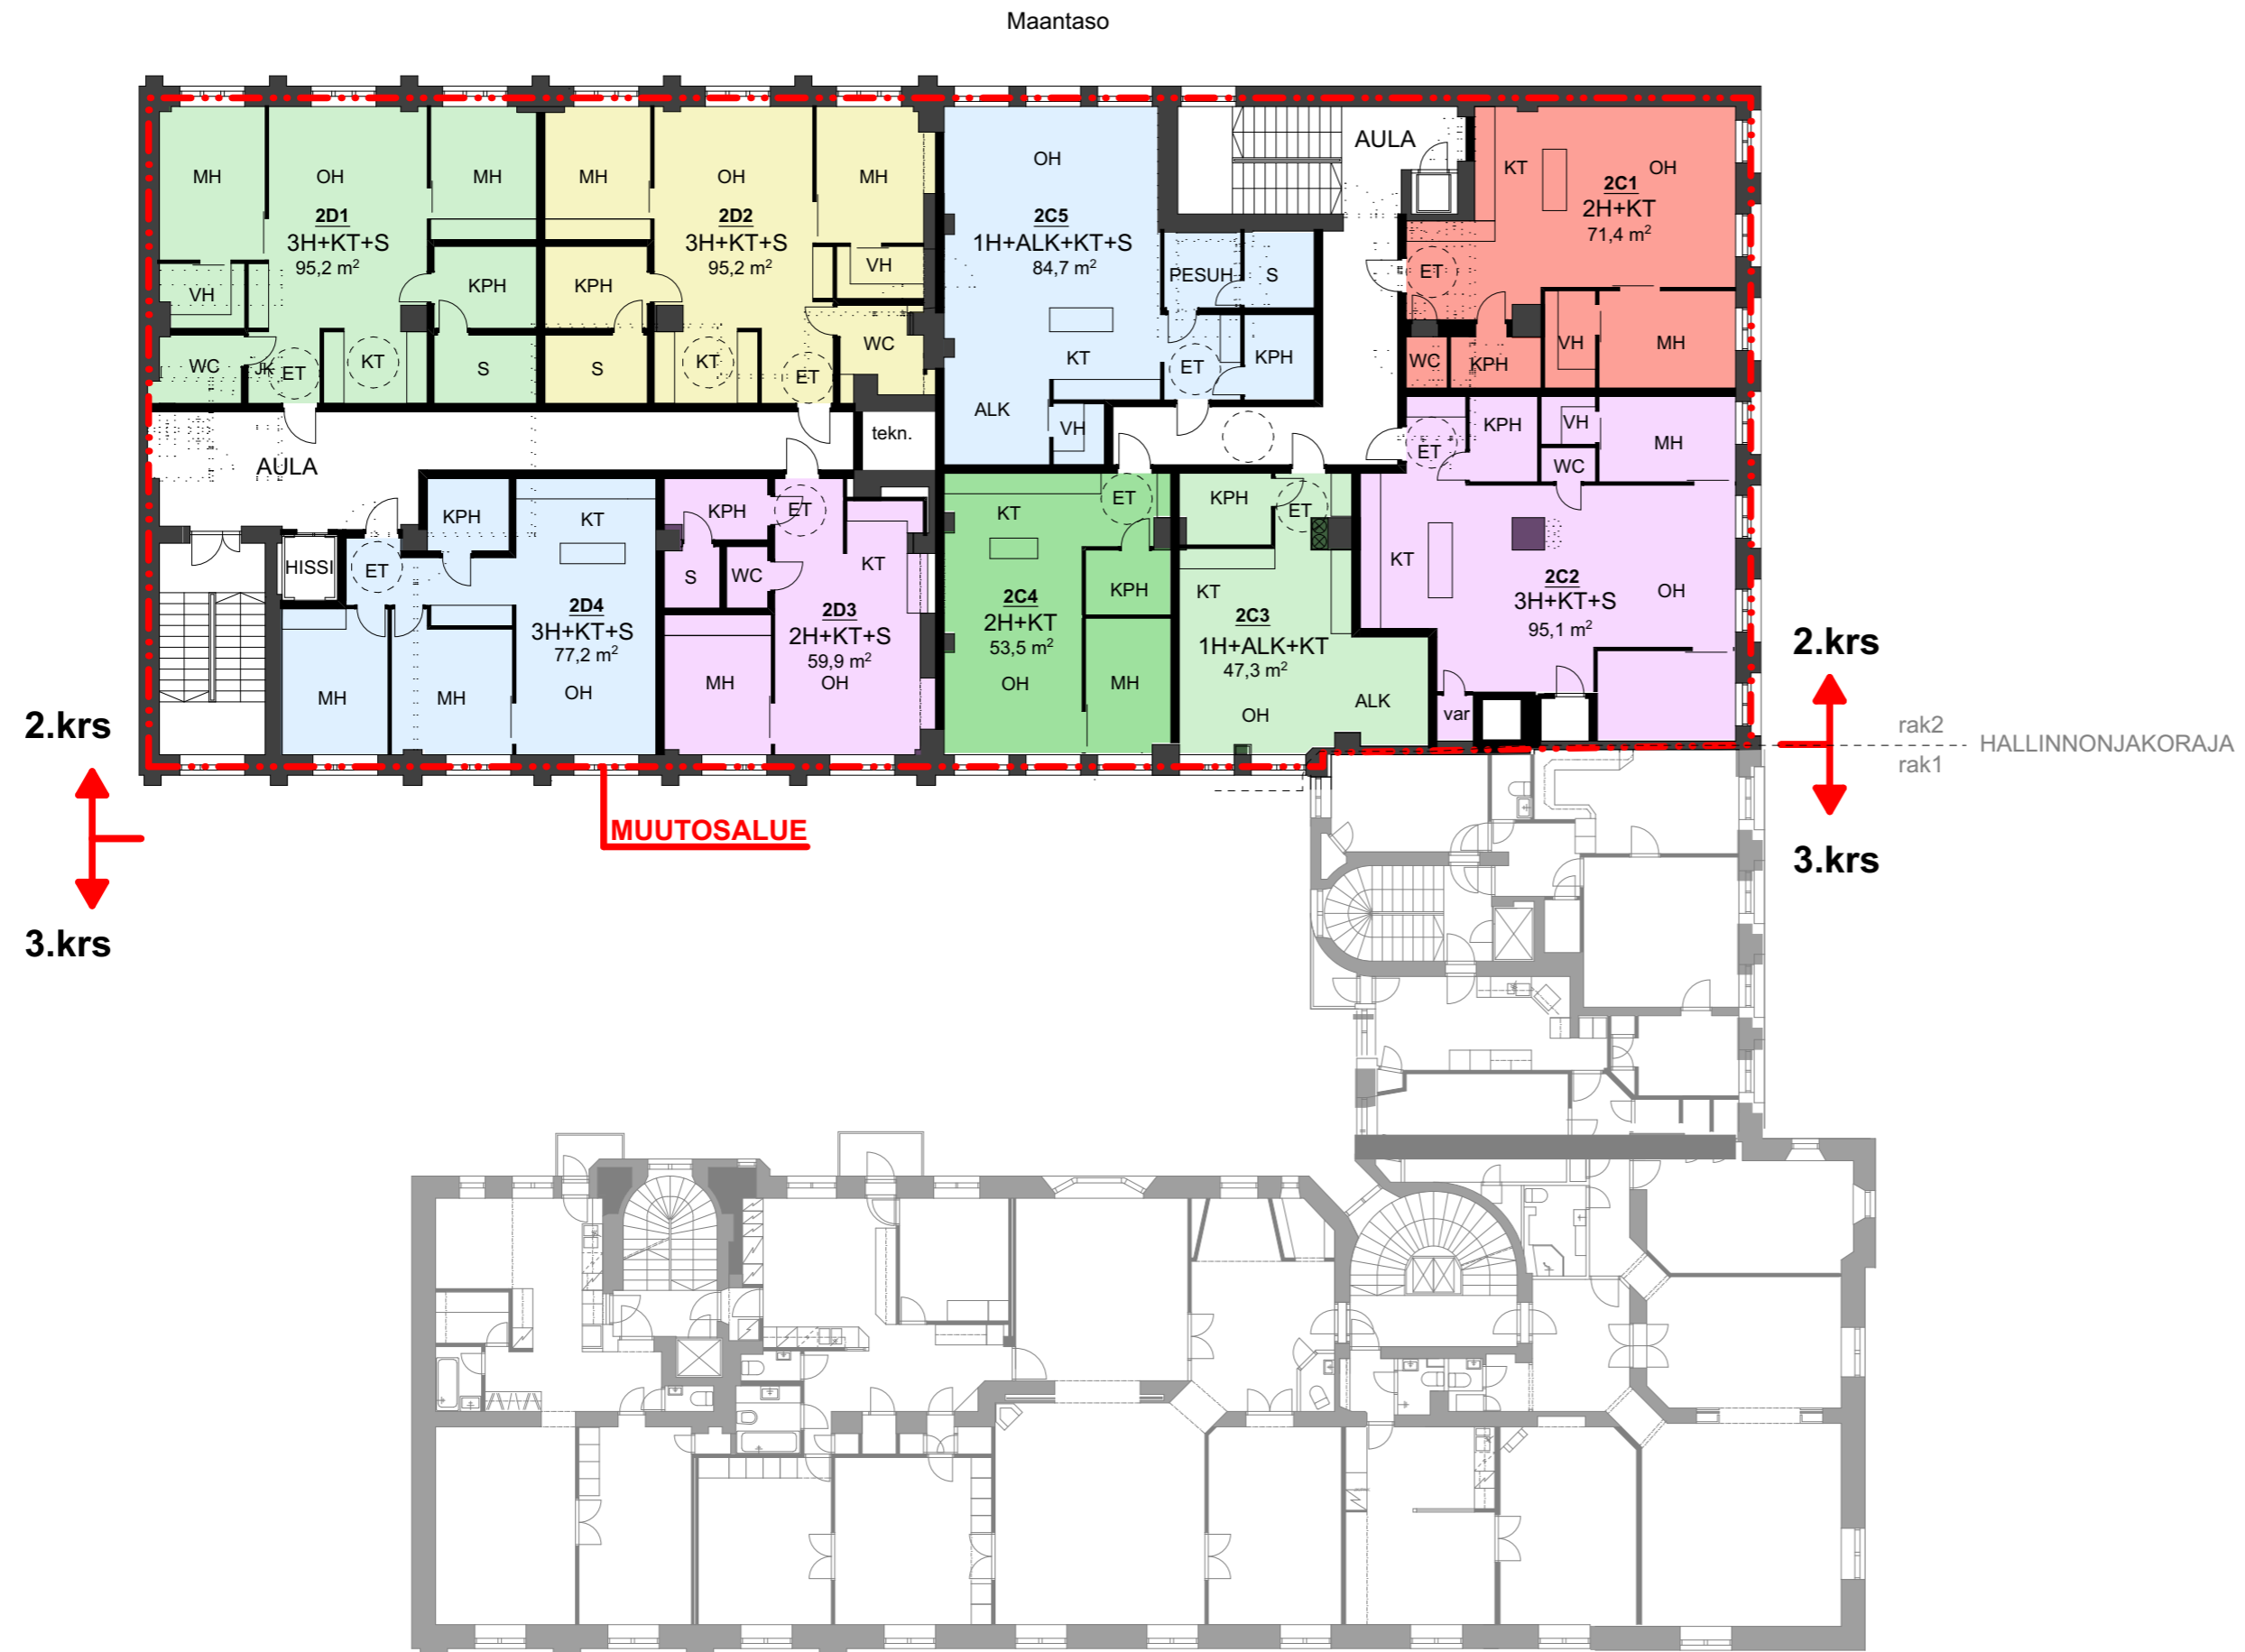 Maantaso
MH
OH
MH
2D1
3H+KT+S
95,2 m²
VH
KPH
WC
JK
ET
KT
S
MH
OH
MH
2D2
3H+KT+S
95,2 m²
KPH
VH
S
KT
ET
WC
OH
2C5
1H+ALK+KT+S
84,7 m²
PESUH
S
KT
ET
KPH
ALK
VH
AULA
KT
OH
2C1
2H+KT
71,4 m²
ET
WC
KPH
VH
MH
AULA
tekn.
HISSI
ET
KPH
KT
2D4
3H+KT+S
77,2 m²
MH
MH
OH
KPH
ET
S
WC
KT
2D3
2H+KT+S
59,9 m²
OH
MH
KT
ET
2C4
2H+KT
53,5 m²
OH
KPH
MH
KPH
ET
KT
2C3
1H+ALK+KT
47,3 m²
OH
ALK
ET
KPH
VH
WC
MH
KT
2C2
3H+KT+S
95,1 m²
OH
var
2.krs
3.krs
MUUTOSALUE
2.krs
rak2
HALLINNONJAKORAJA
rak1
3.krs